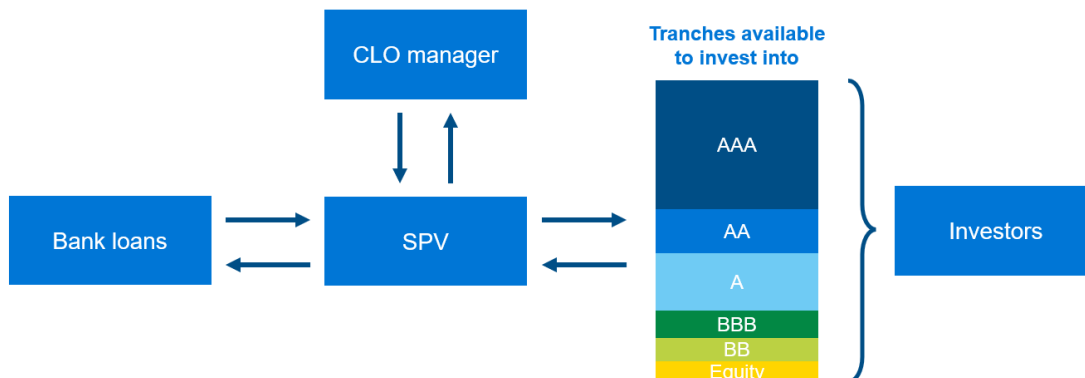 CLO manager
Tranches available
to invest into
AAA
Bank loans
SPV
AA
Investors
A
BBB
BB
Equity